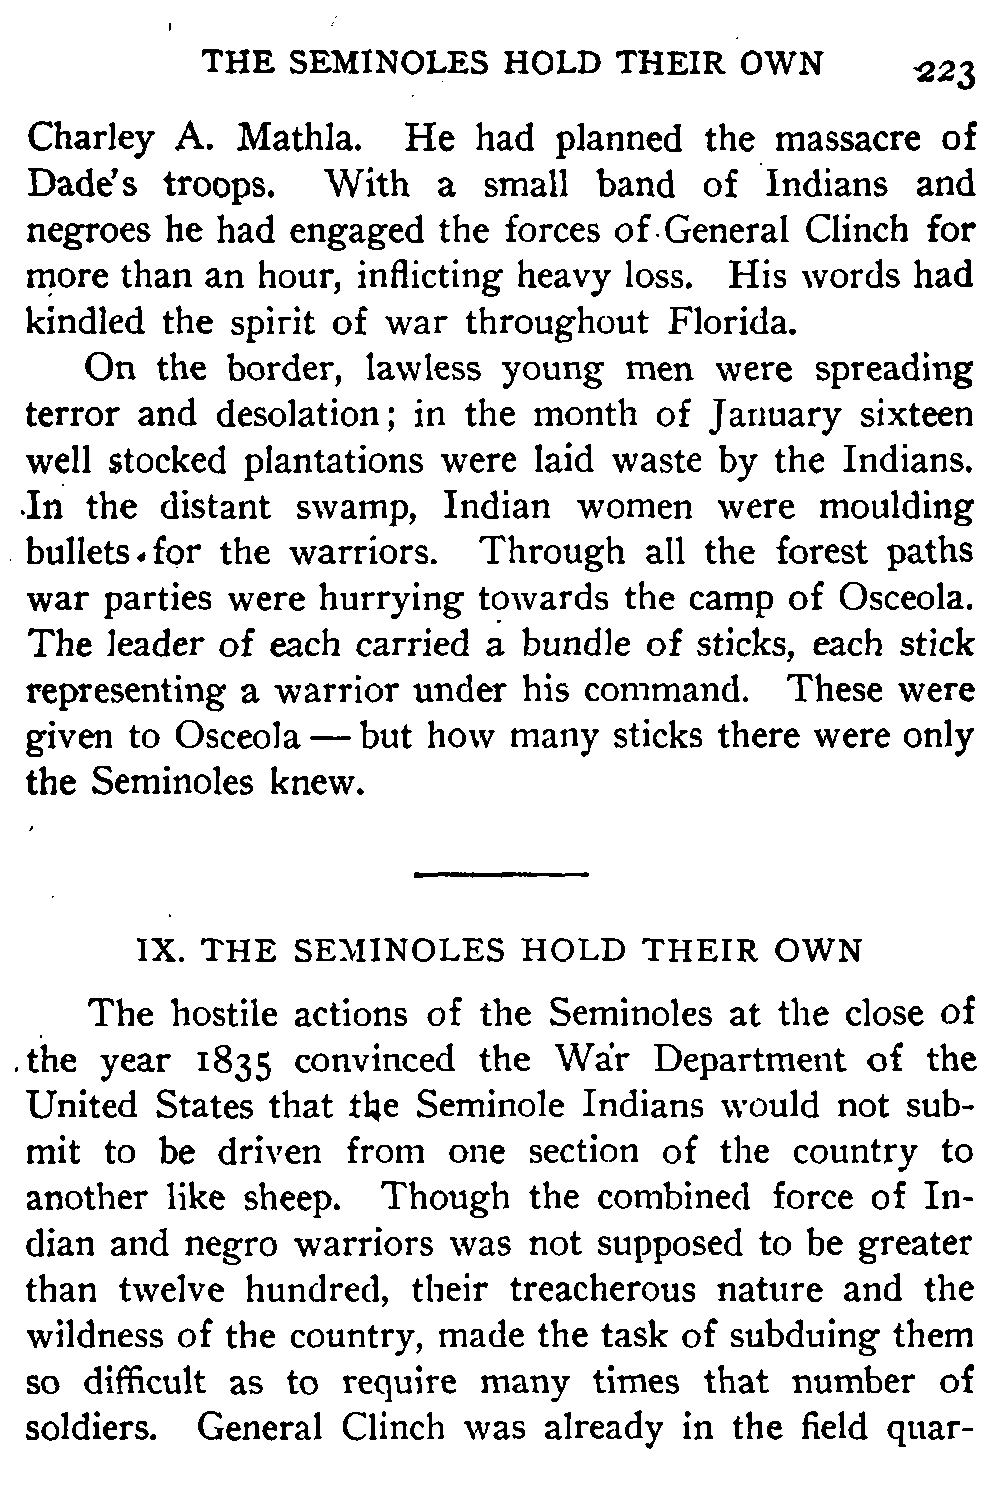 THE SEMINOLES HOLD THEIR OWN 223
Charley A. Mathla. He had planned the massacre of
Dade's troops. With a small band of Indians and
negroes he had engaged the forces of General Clinch for
more than an hour, inflicting heavy loss. His words had
kindled the spirit of war throughout Florida.
On the border, lawless young men were spreading
terror and desolation; in the month of January sixteen
well stocked plantations were laid waste by the Indians.
In the distant swamp, Indian women were moulding
bullets for the warriors. Through all the forest paths
war parties were hurrying towards the camp of Osceola.
The leader of each carried a bundle of sticks, each stick
representing a warrior under his command. These were
given to Osceola — but how many sticks there were only
the Seminoles knew.
IX. THE SEMINOLES HOLD THEIR OWN
The hostile actions of the Seminoles at the close of
the year 1835 convinced the War Department of the
United States that the Seminole Indians would not sub-
mit to be driven from one section of the country to
another like sheep. Though the combined force of In-
dian and negro warriors was not supposed to be greater
than twelve hundred, their treacherous nature and the
wildness of the country, made the task of subduing them
so difficult as to require many times that number of
soldiers. General Clinch was already in the field quar-